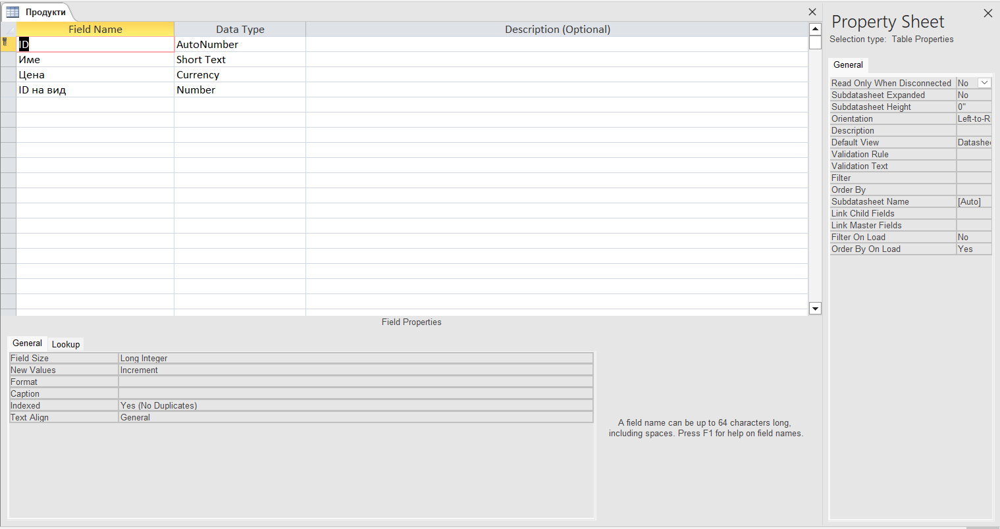 Продукти
Field Name Data Type Description (Optional)
ID AutoNumber
Име Short Text
Цена Currency
ID на вид Number
Field Properties
General Lookup
Field Size Long Integer
New Values Increment
Format
Caption
Indexed Yes (No Duplicates)
Text Align General
A field name can be up to 64 characters long,
including spaces. Press F1 for help on field names.
Property Sheet
Selection type: Table Properties
General
Read Only When Disconnected No
Subdatasheet Expanded No
Subdatasheet Height 0"
Orientation Left-to-Ri
Description
Default View Datashee
Validation Rule
Validation Text
Filter
Order By
Subdatasheet Name [Auto]
Link Child Fields
Link Master Fields
Filter On Load No
Order By On Load Yes